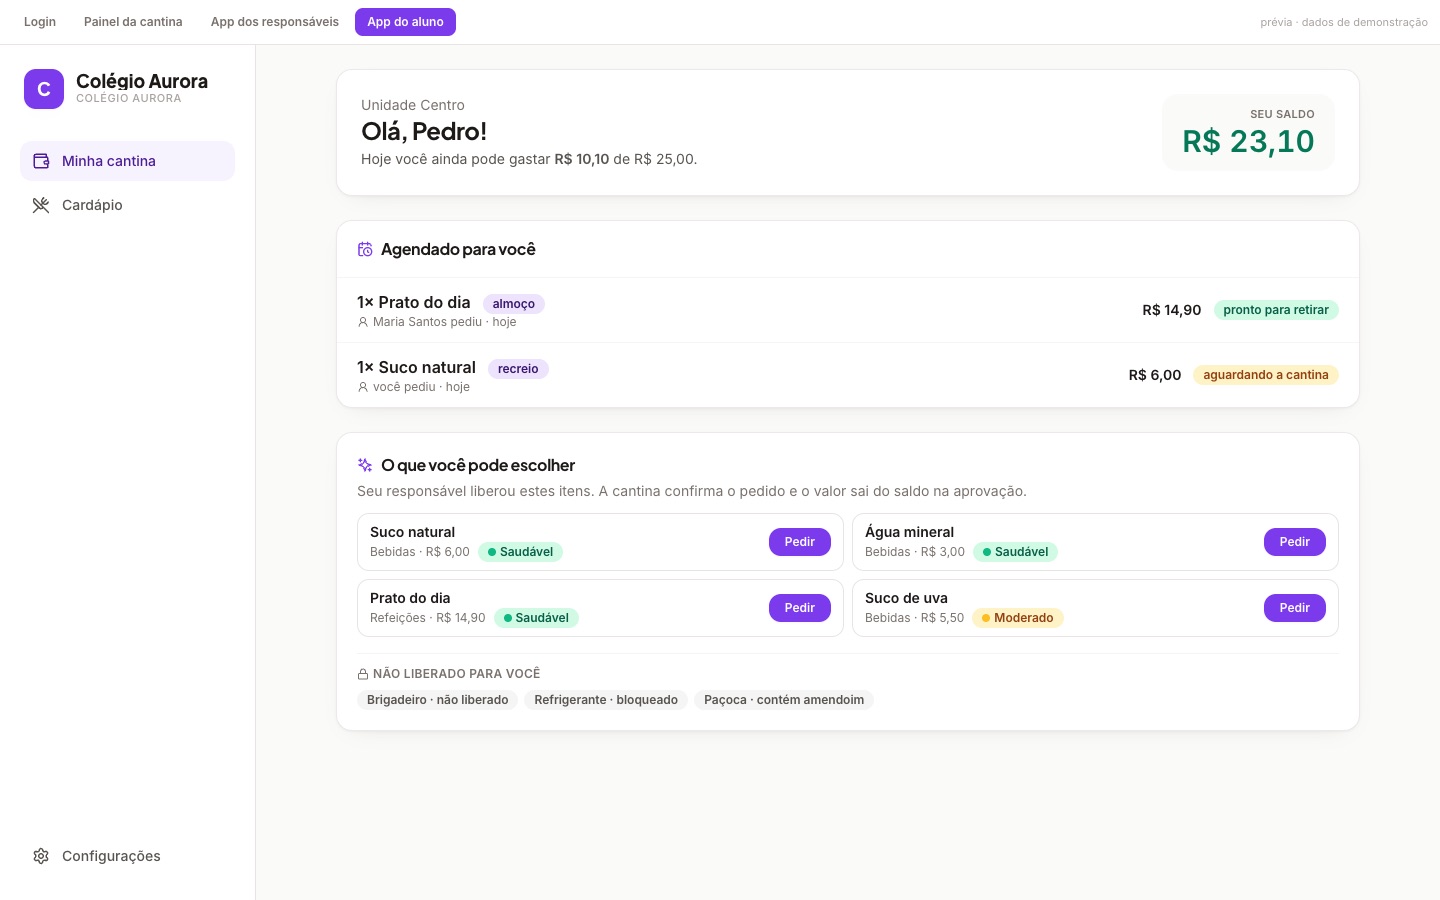 Login
Painel da cantina
App dos responsáveis
App do aluno
prévia · dados de demonstração
C
Colégio Aurora
COLÉGIO AURORA
Minha cantina
Cardápio
Configurações
Unidade Centro
Olá, Pedro!
Hoje você ainda pode gastar R$ 10,10 de R$ 25,00.
SEU SALDO
R$ 23,10
Agendado para você
1× Prato do dia almoço
Maria Santos pediu · hoje
R$ 14,90 pronto para retirar
1× Suco natural recreio
você pediu · hoje
R$ 6,00 aguardando a cantina
O que você pode escolher
Seu responsável liberou estes itens. A cantina confirma o pedido e o valor sai do saldo na aprovação.
Suco natural
Bebidas · R$ 6,00 Saudável
Pedir
Água mineral
Bebidas · R$ 3,00 Saudável
Pedir
Prato do dia
Refeições · R$ 14,90 Saudável
Pedir
Suco de uva
Bebidas · R$ 5,50 Moderado
Pedir
NÃO LIBERADO PARA VOCÊ
Brigadeiro · não liberado
Refrigerante · bloqueado
Paçoca · contém amendoim